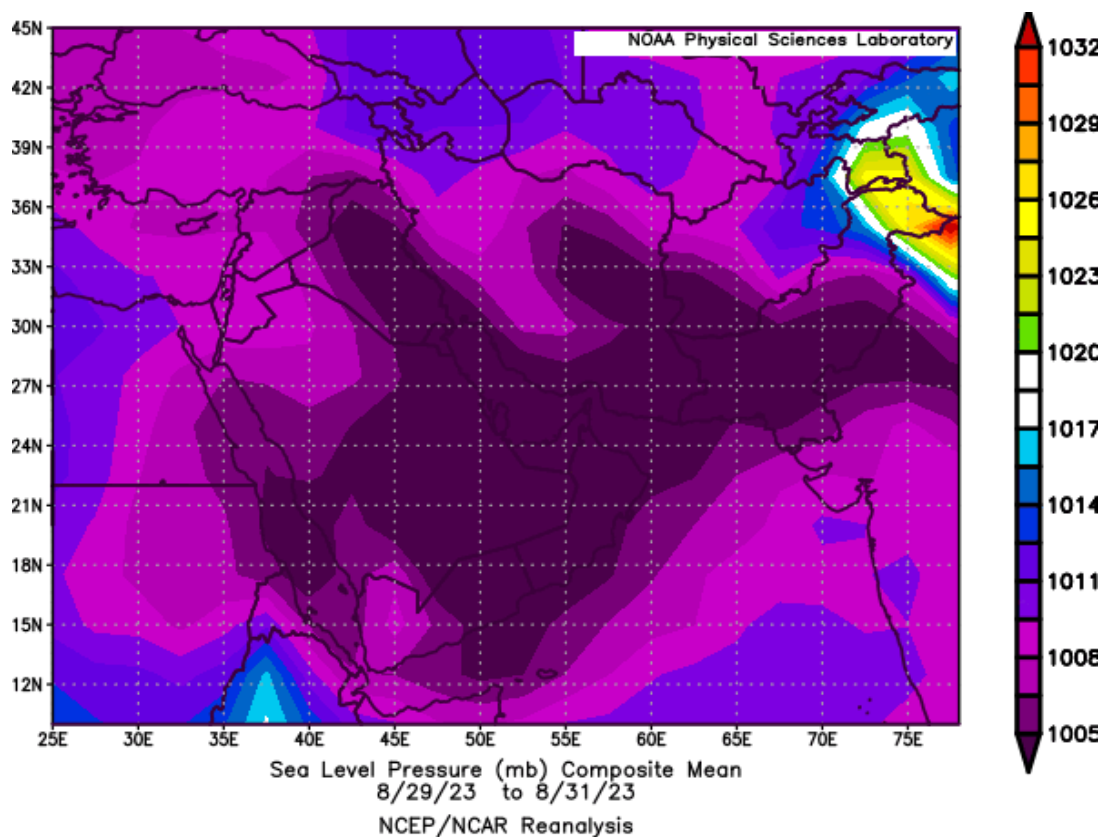 NOAA Physical Sciences Laboratory
45N
42N
39N
36N
33N
30N
27N
24N
21N
18N
15N
12N
25E 30E 35E 40E 45E 50E 55E 60E 65E 70E 75E
1032
1029
1026
1023
1020
1017
1014
1011
1008
1005
Sea Level Pressure (mb) Composite Mean
8/29/23 to 8/31/23
NCEP/NCAR Reanalysis